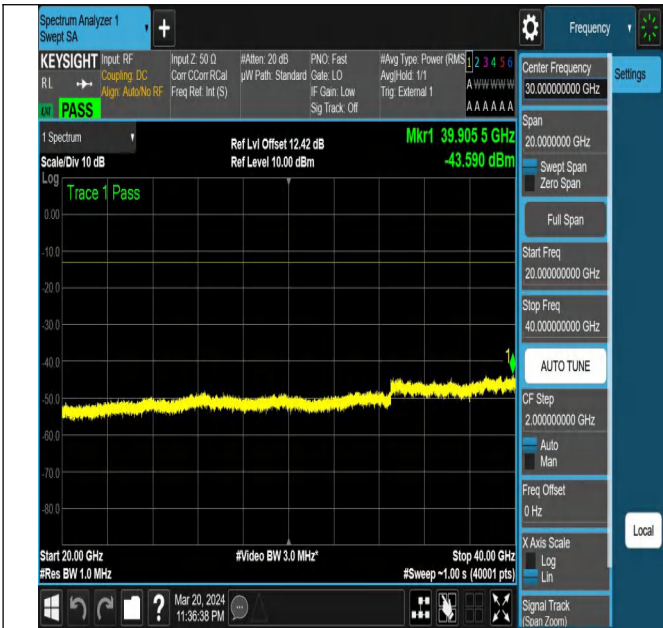 Spectrum Analyzer 1
Swept SA
+
Frequency
KEYSIGHT
RL
PASS
Input: RF
Coupling: DC
Align: Auto/No RF
Input Z: 50 Ω
Corr CCorr RCal
Freq Ref: Int (S)
#Atten: 20 dB
µW Path: Standard
PNO: Fast
Gate: LO
IF Gain: Low
Sig Track: Off
#Avg Type: Power (RMS
Avg|Hold: 1/1
Trig: External 1
1 2 3 4 5 6
A W W W W W
A A A A A A
1 Spectrum
Scale/Div 10 dB
Ref Lvl Offset 12.42 dB
Ref Level 10.00 dBm
Mkr1 39.905 5 GHz
-43.590 dBm
Log
Trace 1 Pass
0.00
-10.0
-20.0
-30.0
-40.0
-50.0
-60.0
-70.0
-80.0
1
Start 20.00 GHz
#Res BW 1.0 MHz
#Video BW 3.0 MHz*
Stop 40.00 GHz
#Sweep ~1.00 s (40001 pts)
Center Frequency
30.000000000 GHz
Settings
Span
20.0000000 GHz
Swept Span
Zero Span
Full Span
Start Freq
20.000000000 GHz
Stop Freq
40.000000000 GHz
AUTO TUNE
CF Step
2.000000000 GHz
Auto
Man
Freq Offset
0 Hz
X Axis Scale
Log
Lin
Local
Signal Track
(Span Zoom)
?
Mar 20, 2024
11:36:38 PM